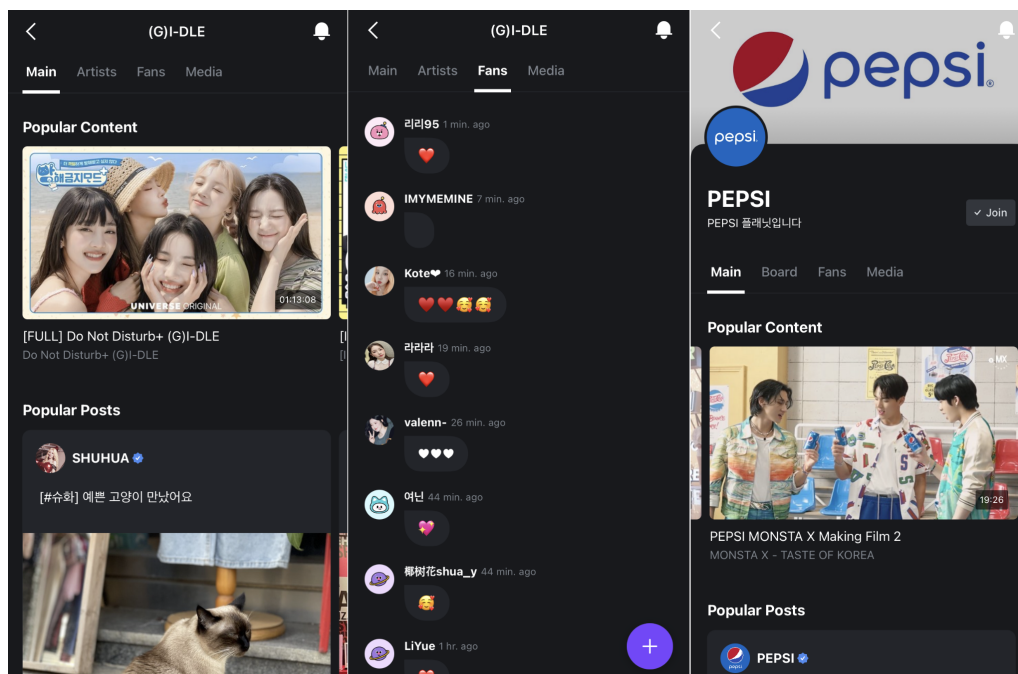 (G)I-DLE
Main Artists Fans Media
Popular Content
해금지모드+
UNIVERSE ORIGINAL
01:13:08
[FULL] Do Not Disturb+ (G)I-DLE
Do Not Disturb+ (G)I-DLE
Popular Posts
SHUHUA
[#슈화] 예쁜 고양이 만났어요
(G)I-DLE
Main Artists Fans Media
리리95 1 min. ago
❤️
IMYMEMINE 7 min. ago
Kote❤ 16 min. ago
❤️❤️🥰🥰
라라라 19 min. ago
❤️
valenn- 26 min. ago
🤍🤍🤍
여닌 44 min. ago
💖
椰树花shua_y 44 min. ago
🥰
LiYue 1 hr. ago
pepsi
pepsi
PEPSI
PEPSI 플래닛입니다
Join
Main Board Fans Media
Popular Content
MX
19:26
PEPSI MONSTA X Making Film 2
MONSTA X - TASTE OF KOREA
Popular Posts
PEPSI